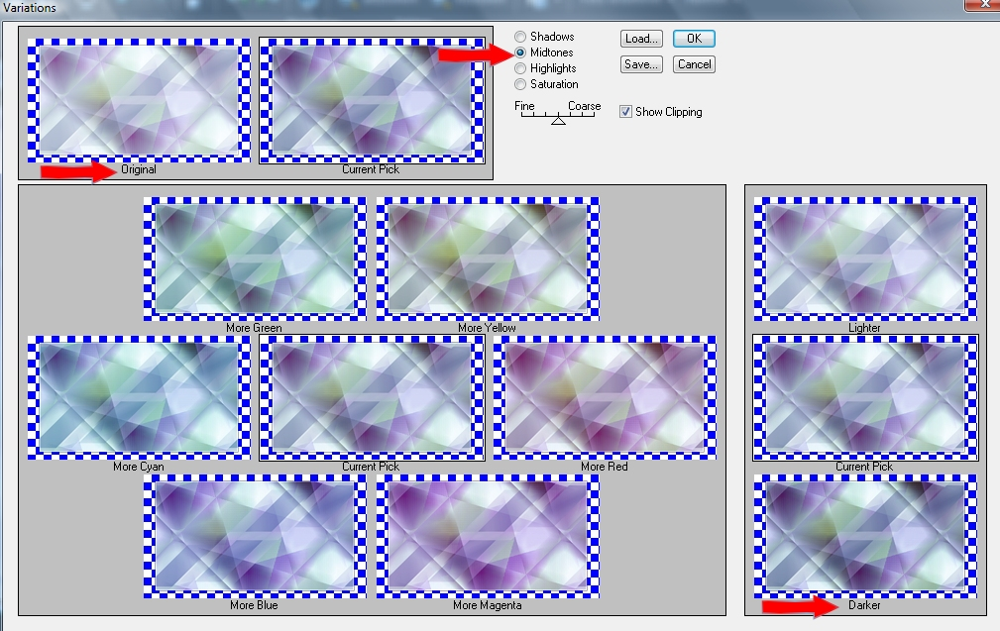 Variations
Shadows
Midtones
Highlights
Saturation
Load...
OK
Save...
Cancel
Fine
Coarse
Show Clipping
Original
Current Pick
More Green
More Yellow
Lighter
More Cyan
Current Pick
More Red
Current Pick
More Blue
More Magenta
Darker